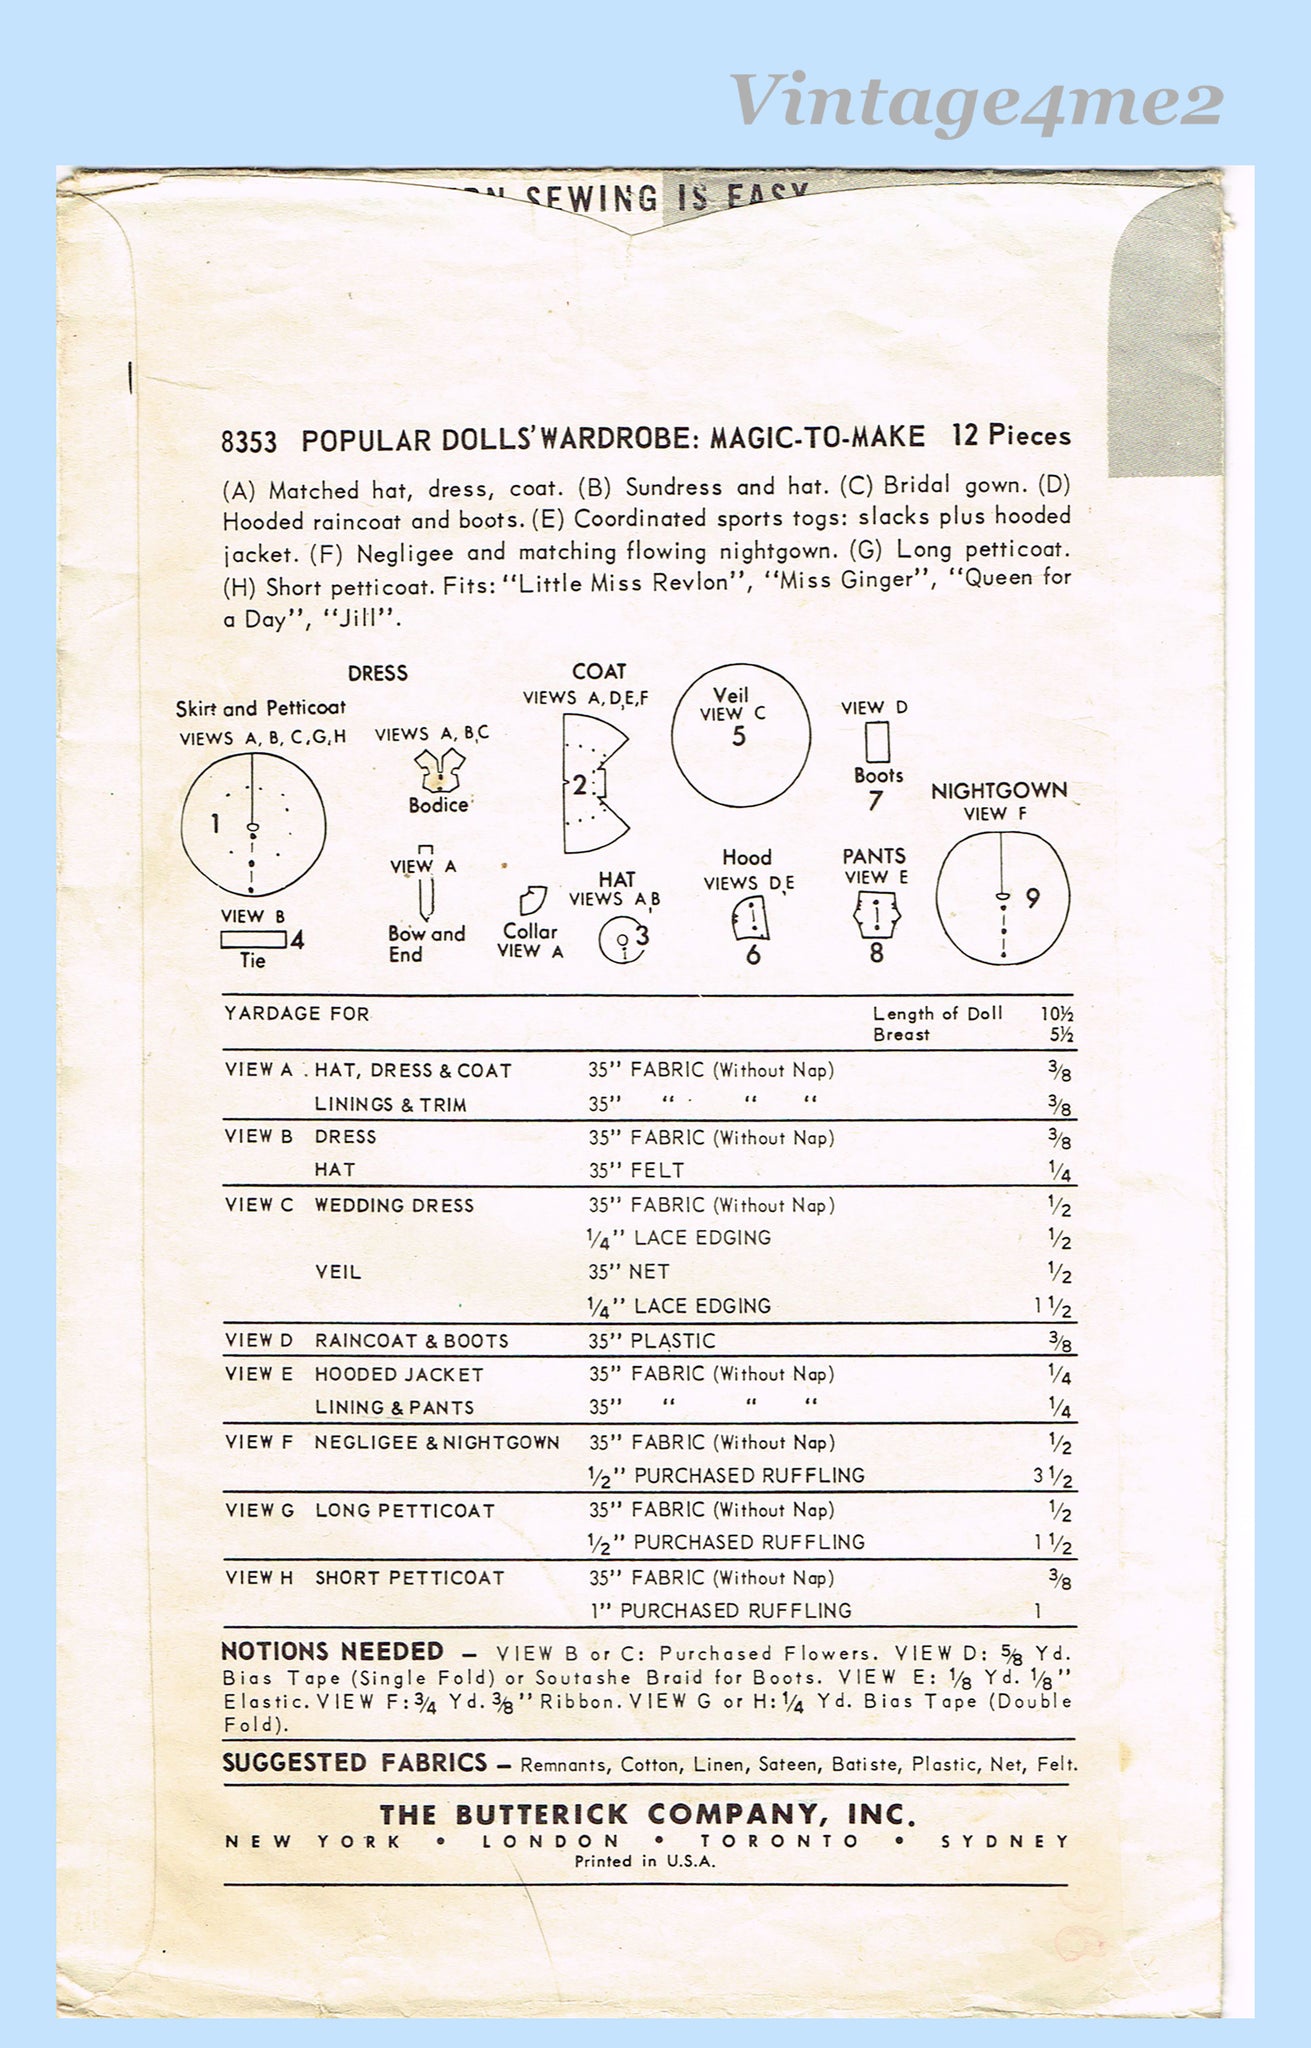 Vintage4me2
SEWING IS EASY
8353 POPULAR DOLLS' WARDROBE: MAGIC-TO-MAKE 12 Pieces
(A) Matched hat, dress, coat. (B) Sundress and hat. (C) Bridal gown. (D)
Hooded raincoat and boots. (E) Coordinated sports togs: slacks plus hooded
jacket. (F) Negligee and matching flowing nightgown. (G) Long petticoat.
(H) Short petticoat. Fits: "Little Miss Revlon", "Miss Ginger", "Queen for
a Day", "Jill".
DRESS
Skirt and Petticoat
VIEWS A, B, C, G, H
1
VIEWS A, B, C
Bodice
COAT
VIEWS A, D, E, F
2
Veil
VIEW C
5
VIEW D
Boots
7
NIGHTGOWN
VIEW F
9
VIEW B
4
Tie
VIEW A
Bow and
End
Collar
VIEW A
HAT
VIEWS A, B
3
Hood
VIEWS D, E
6
PANTS
VIEW E
8
YARDAGE FOR Length of Doll 10½
Breast 5½
VIEW A . HAT, DRESS & COAT 35" FABRIC (Without Nap) 3/8
LININGS & TRIM 35" " " " 3/8
VIEW B DRESS 35" FABRIC (Without Nap) 3/8
HAT 35" FELT 1/4
VIEW C WEDDING DRESS 35" FABRIC (Without Nap) 1/2
1/4" LACE EDGING 1/2
VEIL 35" NET 1/2
1/4" LACE EDGING 1 1/2
VIEW D RAINCOAT & BOOTS 35" PLASTIC 3/8
VIEW E HOODED JACKET 35" FABRIC (Without Nap) 1/4
LINING & PANTS 35" " " " 1/4
VIEW F NEGLIGEE & NIGHTGOWN 35" FABRIC (Without Nap) 1/2
1/2" PURCHASED RUFFLING 3 1/2
VIEW G LONG PETTICOAT 35" FABRIC (Without Nap) 1/2
1/2" PURCHASED RUFFLING 1 1/2
VIEW H SHORT PETTICOAT 35" FABRIC (Without Nap) 3/8
1" PURCHASED RUFFLING 1
NOTIONS NEEDED – VIEW B or C: Purchased Flowers. VIEW D: 5/8 Yd.
Bias Tape (Single Fold) or Soutashe Braid for Boots. VIEW E: 1/8 Yd. 1/8"
Elastic. VIEW F: 3/4 Yd. 3/8" Ribbon. VIEW G or H: 1/4 Yd. Bias Tape (Double
Fold).
SUGGESTED FABRICS – Remnants, Cotton, Linen, Sateen, Batiste, Plastic, Net, Felt.
THE BUTTERICK COMPANY, INC.
NEW YORK • LONDON • TORONTO • SYDNEY
Printed in U.S.A.